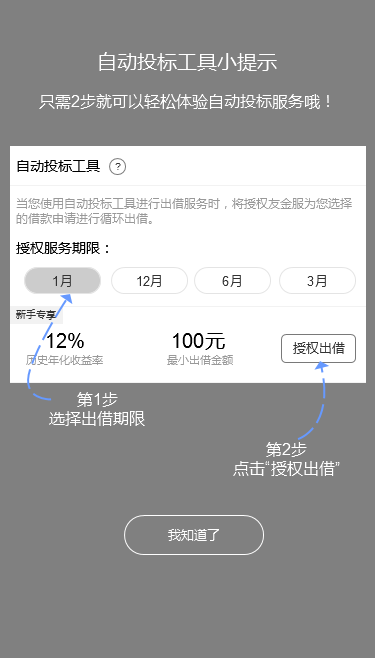 自动投标工具小提示
只需2步就可以轻松体验自动投标服务哦！
自动投标工具 ?
当您使用自动投标工具进行出借服务时，将授权友金服为您选择
的借款申请进行循环出借。
授权服务期限：
1月 12月 6月 3月
新手专享
12% 100元 授权出借
历史年化收益率 最小出借金额
第1步
选择出借期限
第2步
点击“授权出借”
我知道了